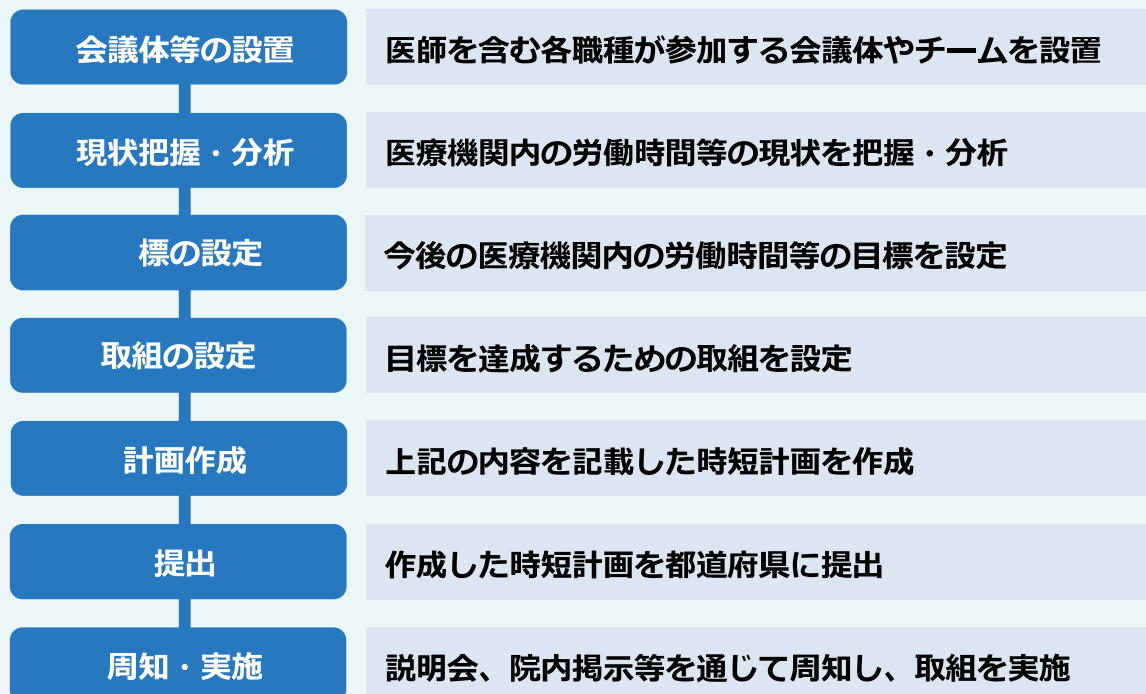 会議体等の設置
医師を含む各職種が参加する会議体やチームを設置
現状把握・分析
医療機関内の労働時間等の現状を把握・分析
標の設定
今後の医療機関内の労働時間等の目標を設定
取組の設定
目標を達成するための取組を設定
計画作成
上記の内容を記載した時短計画を作成
提出
作成した時短計画を都道府県に提出
周知・実施
説明会、院内掲示等を通じて周知し、取組を実施